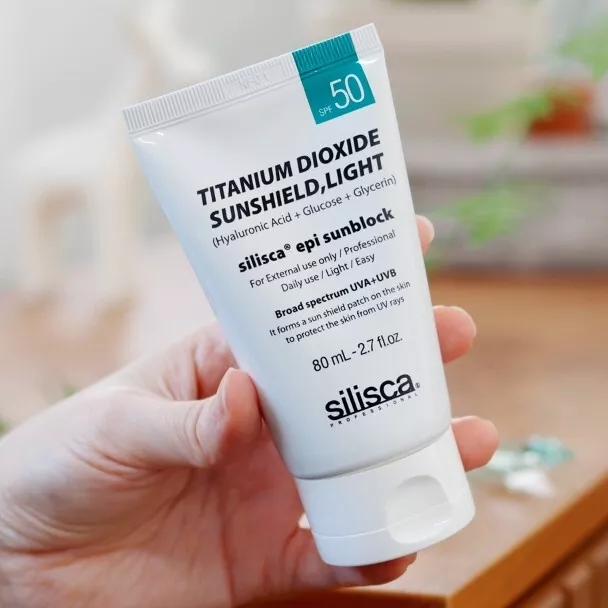 SPF 50
TITANIUM DIOXIDE
SUNSHIELD,LIGHT
(Hyaluronic Acid + Glucose + Glycerin)
silisca® epi sunblock
For External use only / Professional
Daily use / Light / Easy
Broad spectrum UVA+UVB
It forms a sun shield patch on the skin
to protect the skin from UV rays
80 mL - 2.7 fl.oz.
silisca®
PROFESSIONAL